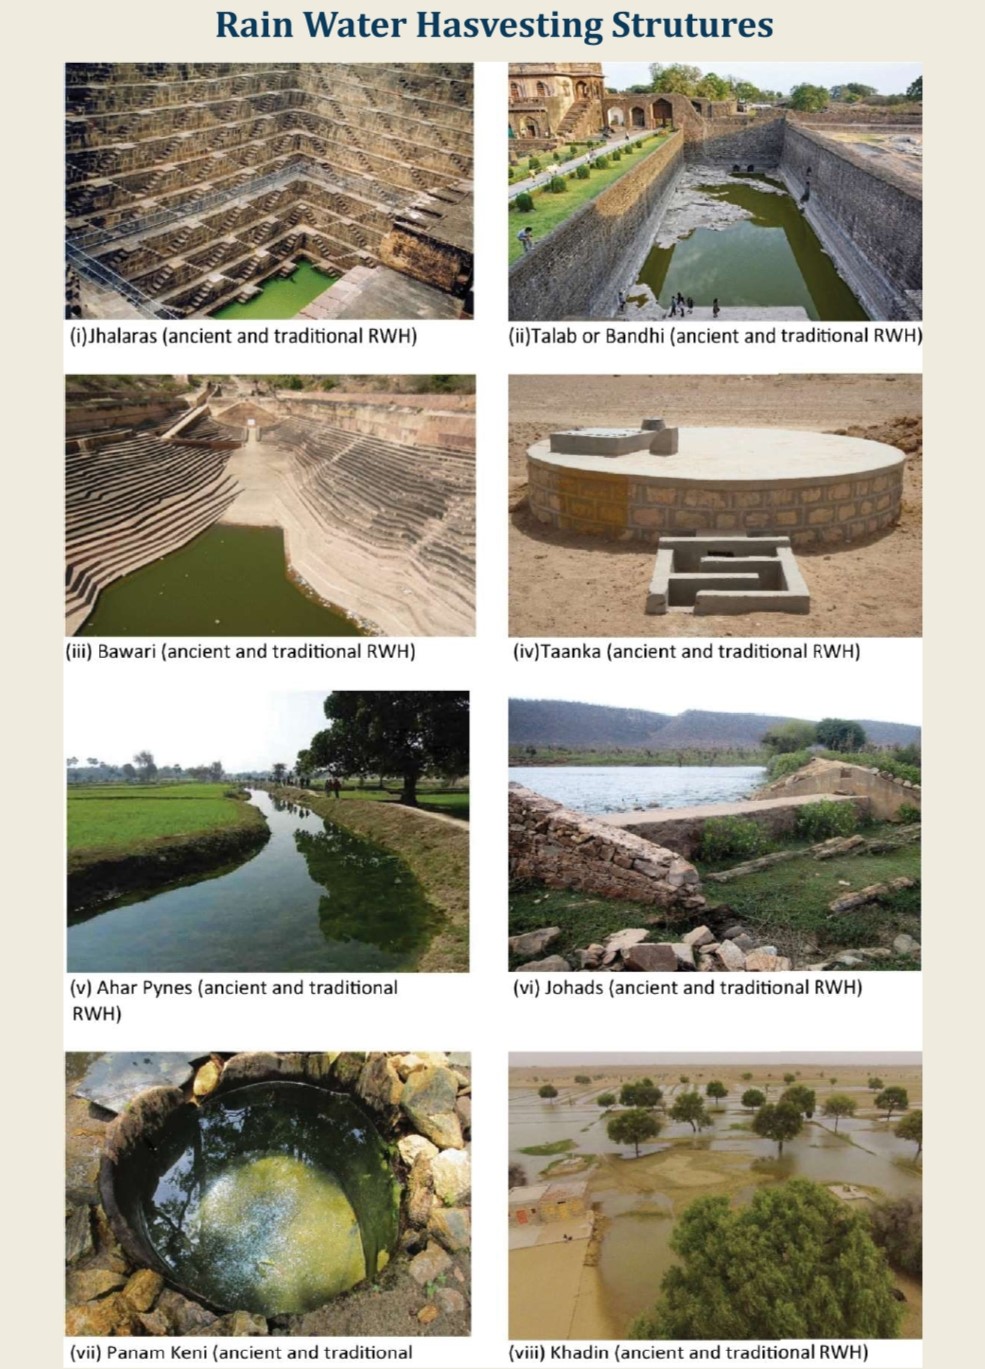 Rain Water Hasvesting Strutures
(i)Jhalaras (ancient and traditional RWH)
(ii)Talab or Bandhi (ancient and traditional RWH)
(iii) Bawari (ancient and traditional RWH)
(iv)Taanka (ancient and traditional RWH)
(v) Ahar Pynes (ancient and traditional
RWH)
(vi) Johads (ancient and traditional RWH)
(vii) Panam Keni (ancient and traditional
(viii) Khadin (ancient and traditional RWH)